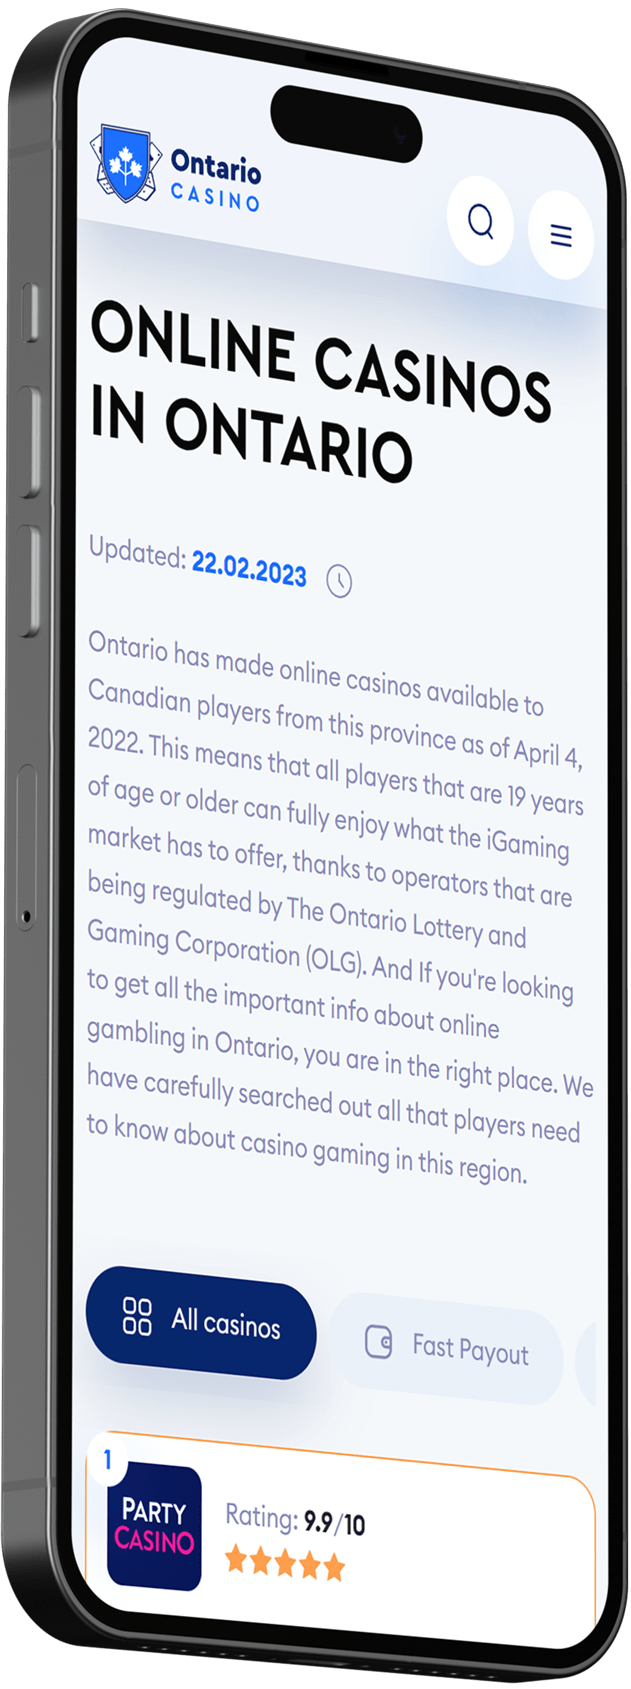 Ontario
CASINO
ONLINE CASINOS
IN ONTARIO
Updated: 22.02.2023
Ontario has made online casinos available to
Canadian players from this province as of April 4,
2022. This means that all players that are 19 years
of age or older can fully enjoy what the iGaming
market has to offer, thanks to operators that are
being regulated by The Ontario Lottery and
Gaming Corporation (OLG). And If you're looking
to get all the important info about online
gambling in Ontario, you are in the right place. We
have carefully searched out all that players need
to know about casino gaming in this region.
All casinos
Fast Payout
1
PARTY
CASINO
Rating: 9.9/10